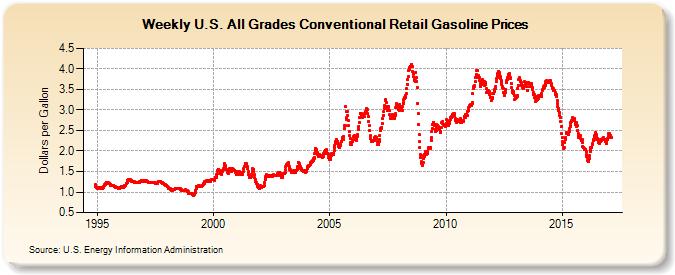 Weekly U.S. All Grades Conventional Retail Gasoline Prices
Dollars per Gallon
4.5
4.0
3.5
3.0
2.5
2.0
1.5
1.0
0.5
1995 2000 2005 2010 2015
Source: U.S. Energy Information Administration